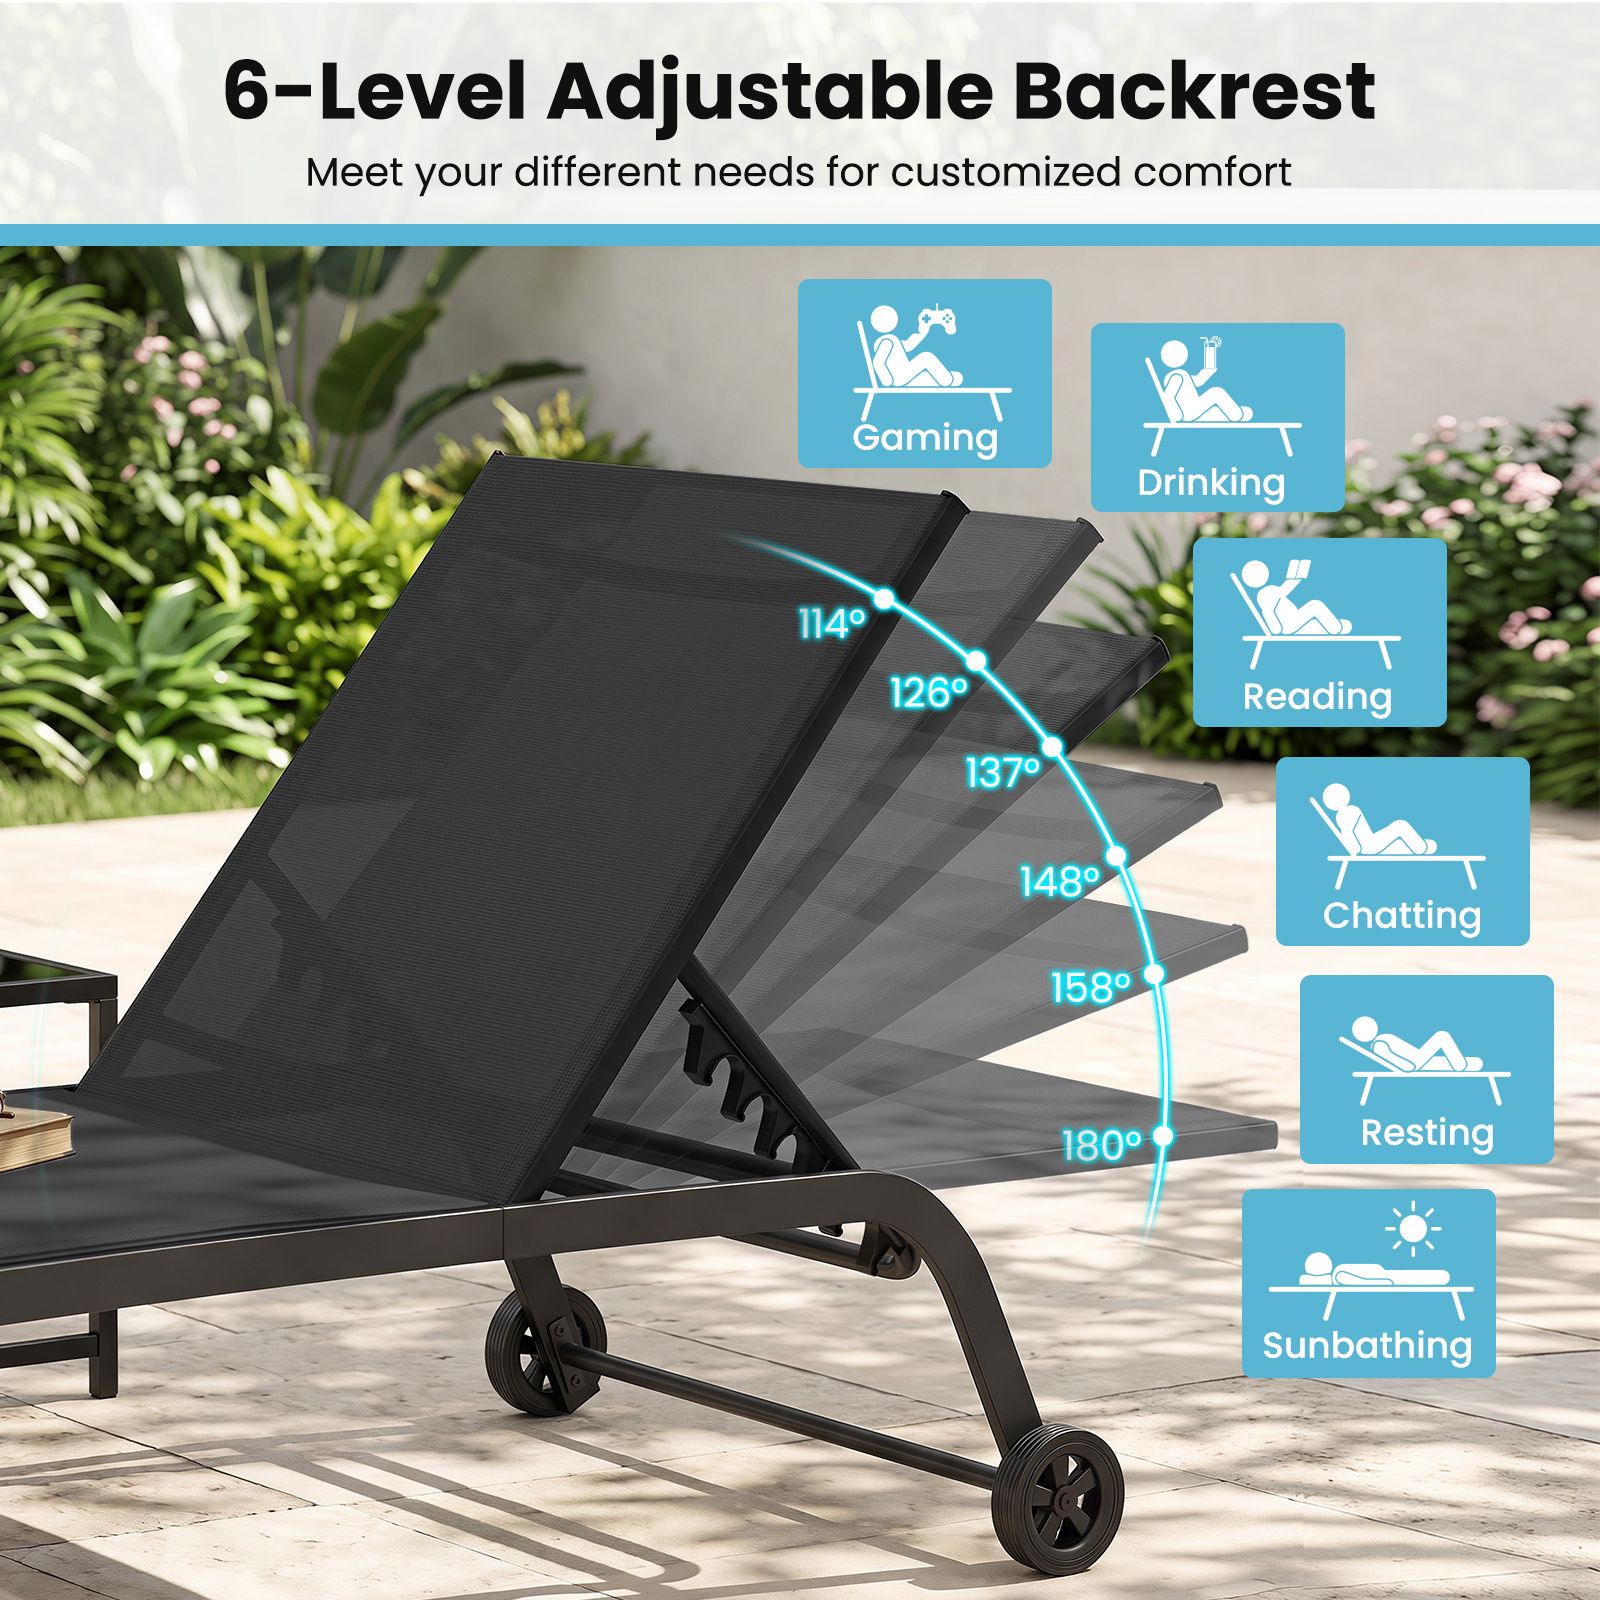 6-Level Adjustable Backrest
Meet your different needs for customized comfort
Gaming
Drinking
Reading
Chatting
Resting
Sunbathing
114°
126°
137°
148°
158°
180°